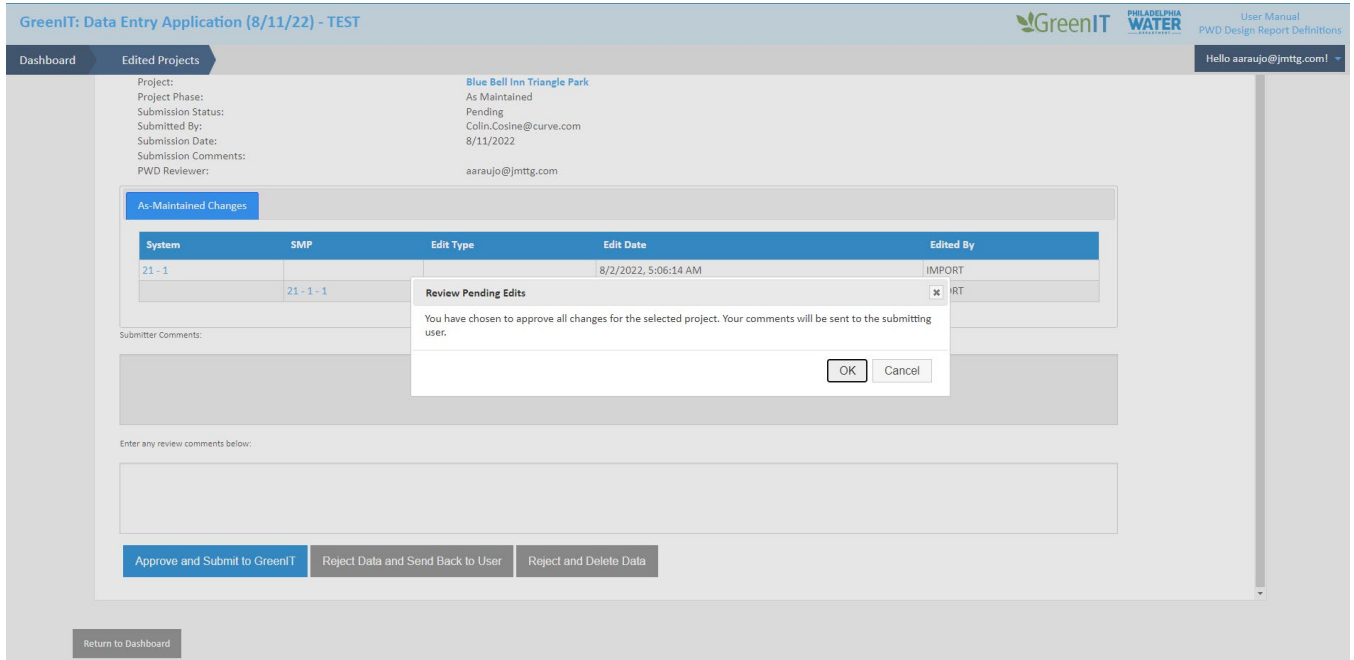 GreenIT: Data Entry Application (8/11/22) - TEST
GreenIT
PHILADELPHIA
WATER
DEPARTMENT
User Manual
PWD Design Report Definitions
Dashboard
Edited Projects
Hello aaraujo@jmttg.com!
Project: Blue Bell Inn Triangle Park
Project Phase: As Maintained
Submission Status: Pending
Submitted By: Colin.Cosine@curve.com
Submission Date: 8/11/2022
Submission Comments:
PWD Reviewer: aaraujo@jmttg.com
As-Maintained Changes
System SMP Edit Type Edit Date Edited By
21 - 1 8/2/2022, 5:06:14 AM IMPORT
21 - 1 - 1
Review Pending Edits
You have chosen to approve all changes for the selected project. Your comments will be sent to the submitting
user.
OK Cancel
Submitter Comments:
Enter any review comments below:
Approve and Submit to GreenIT Reject Data and Send Back to User Reject and Delete Data
Return to Dashboard